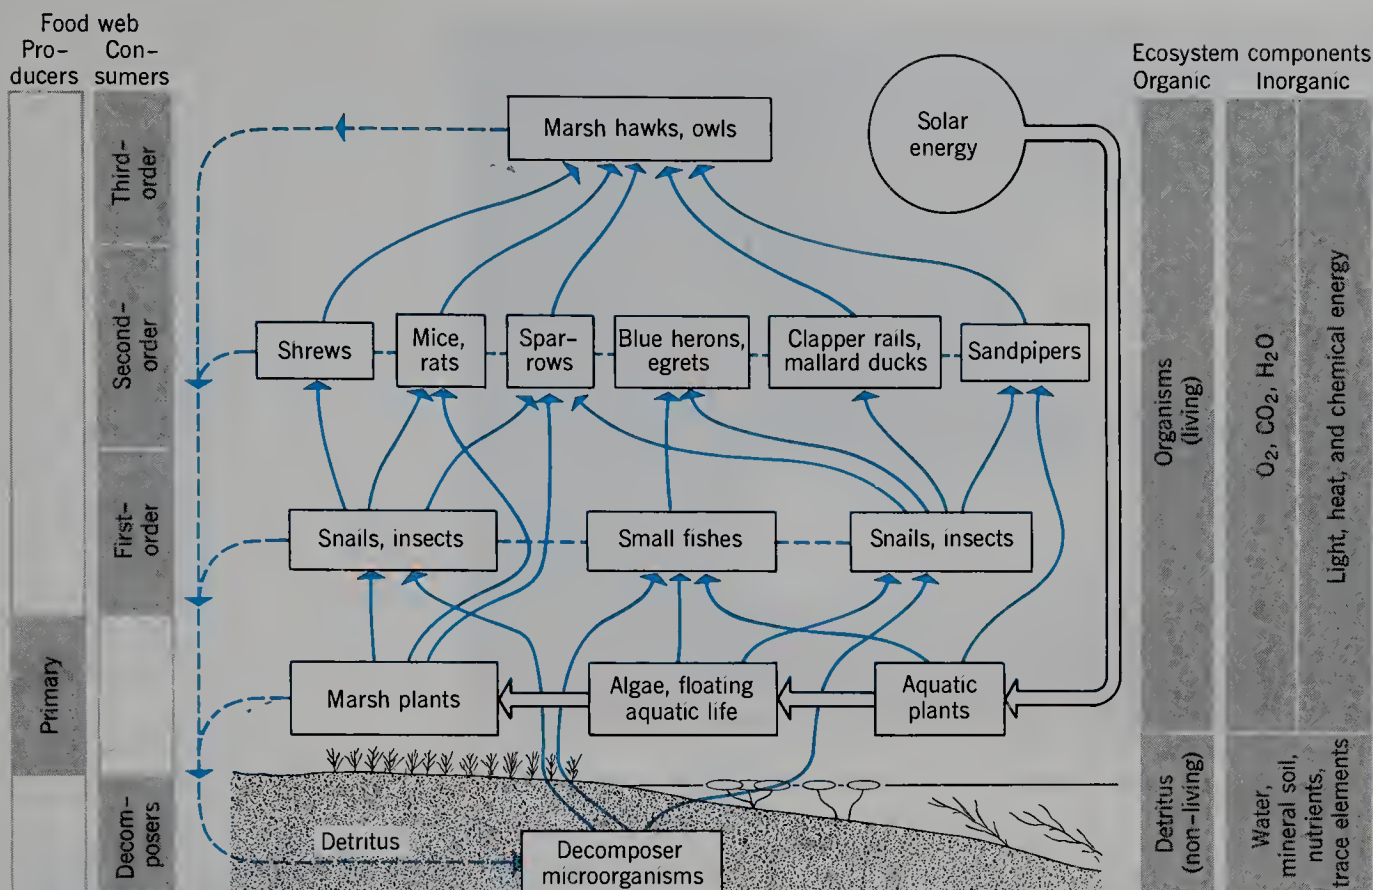 Food web
Pro-
ducers
Con-
sumers
Ecosystem components
Organic
Inorganic
Third-
order
Second-
order
First-
order
Primary
Decom-
posers
Marsh hawks, owls
Solar
energy
Shrews
Mice,
rats
Spar-
rows
Blue herons,
egrets
Clapper rails,
mallard ducks
Sandpipers
Snails, insects
Small fishes
Snails, insects
Marsh plants
Algae, floating
aquatic life
Aquatic
plants
Detritus
Decomposer
microorganisms
Organisms
(living)
O₂, CO₂, H₂O
Light, heat, and chemical energy
Detritus
(non-living)
Water,
mineral soil,
nutrients,
trace elements